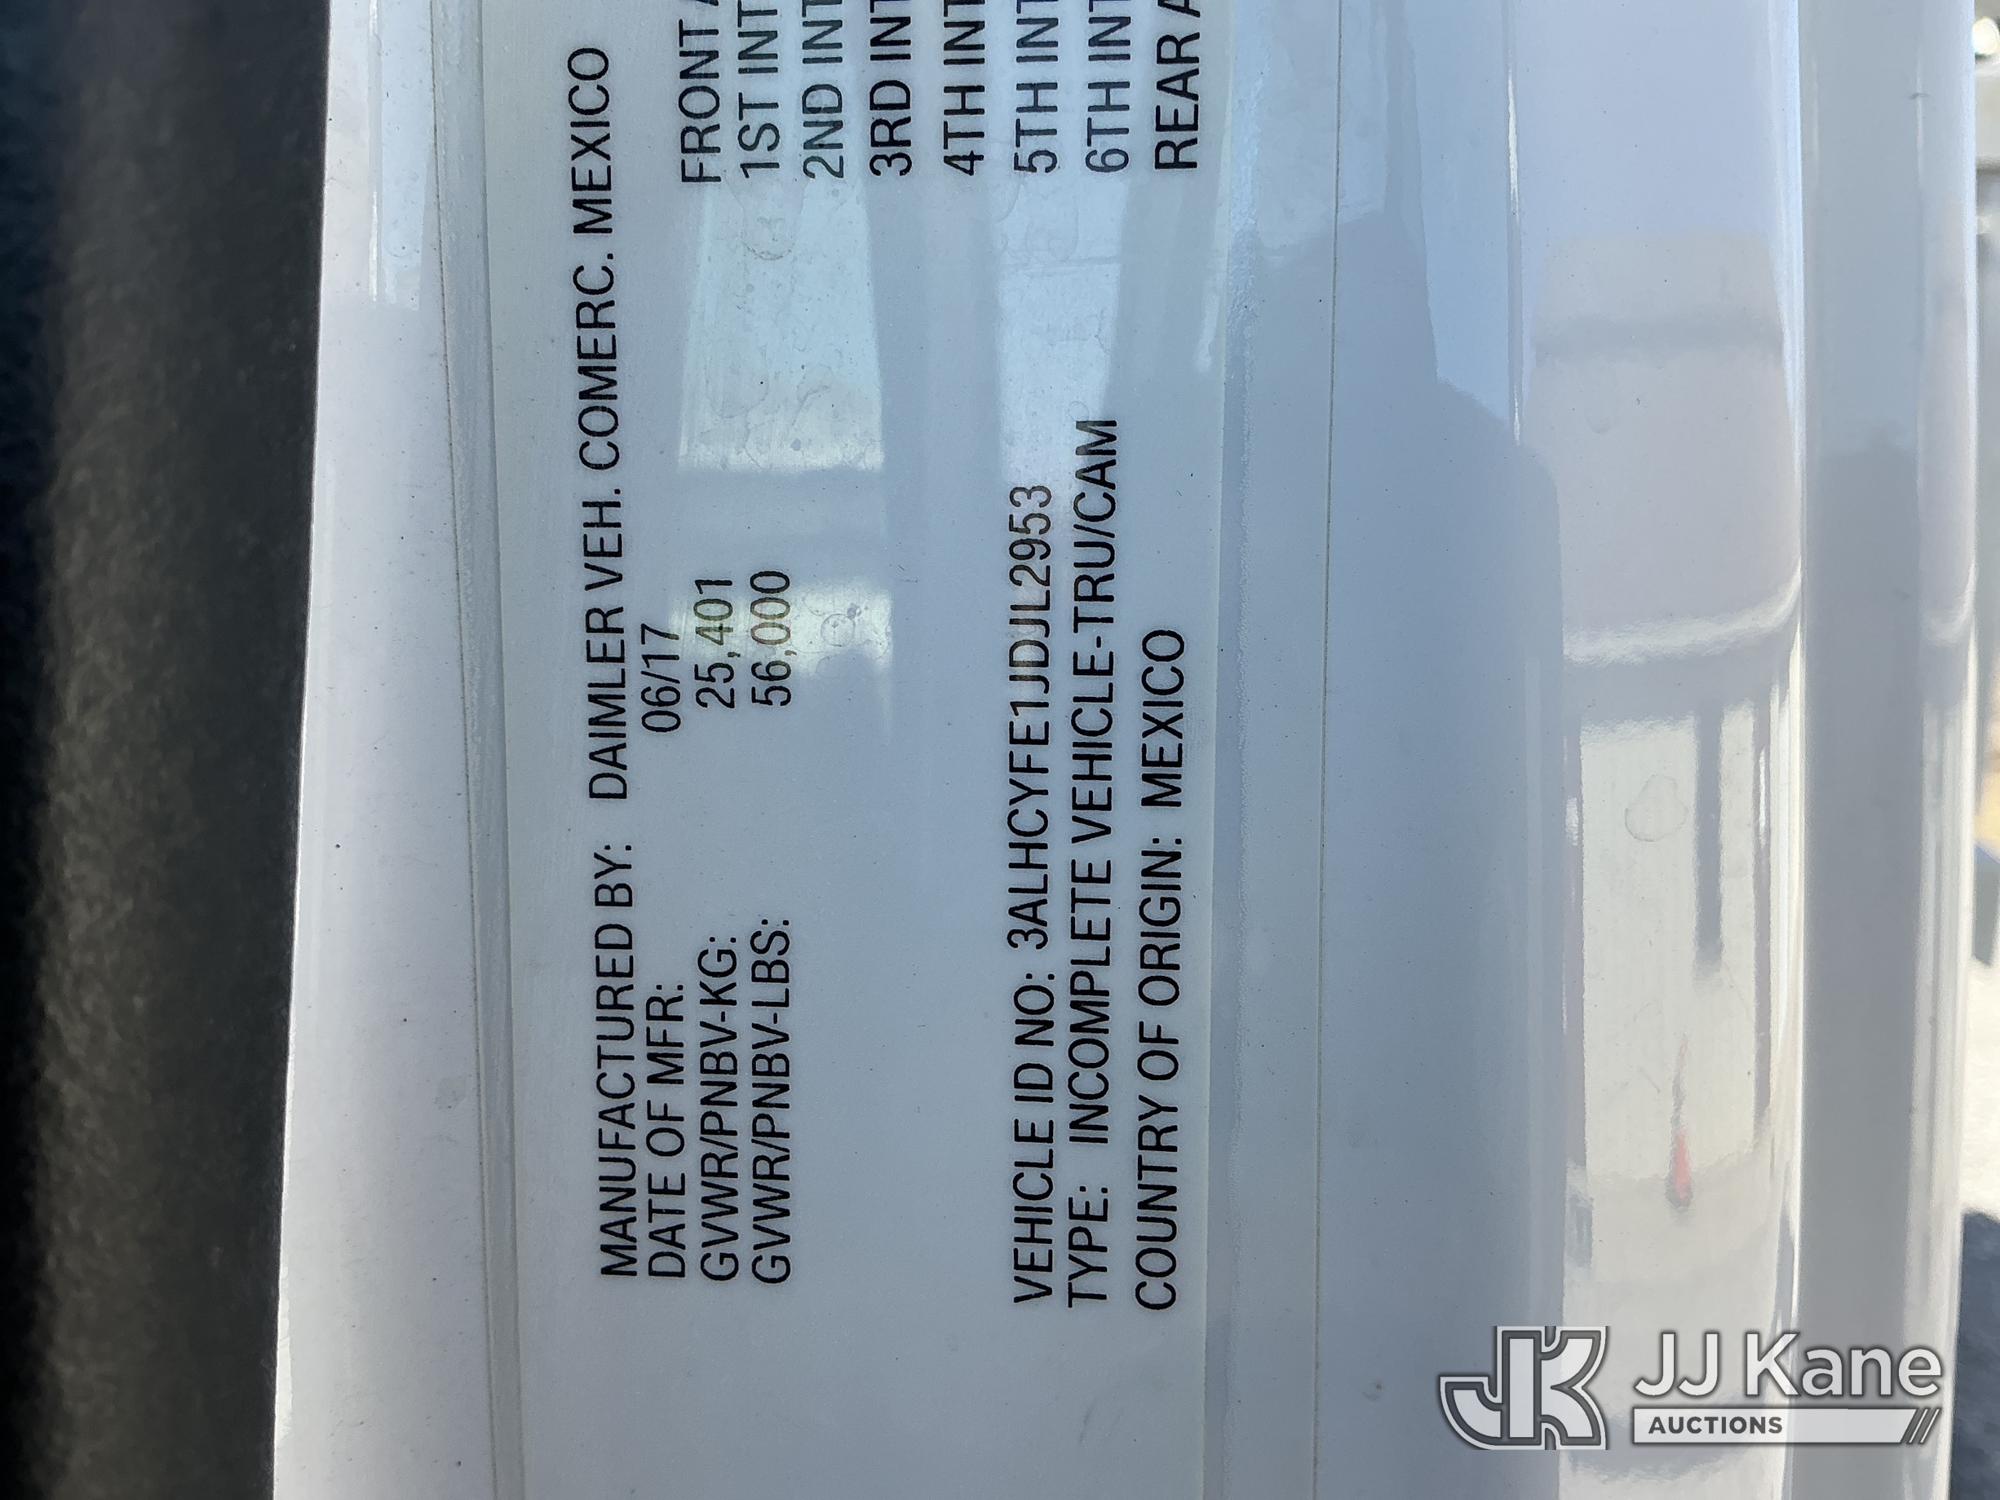 MANUFACTURED BY: DAIMLER VEH. COMERC. MEXICO
DATE OF MFR: 06/17
GVWR/PNBV-KG: 25,401
GVWR/PNBV-LBS: 56,000
FRONT
1ST INT
2ND INT
3RD INT
4TH INT
5TH INT
6TH INT
REAR A
VEHICLE ID NO: 3ALHCYFE1JDJL2953
TYPE: INCOMPLETE VEHICLE-TRU/CAM
COUNTRY OF ORIGIN: MEXICO
JK JJ Kane
AUCTIONS